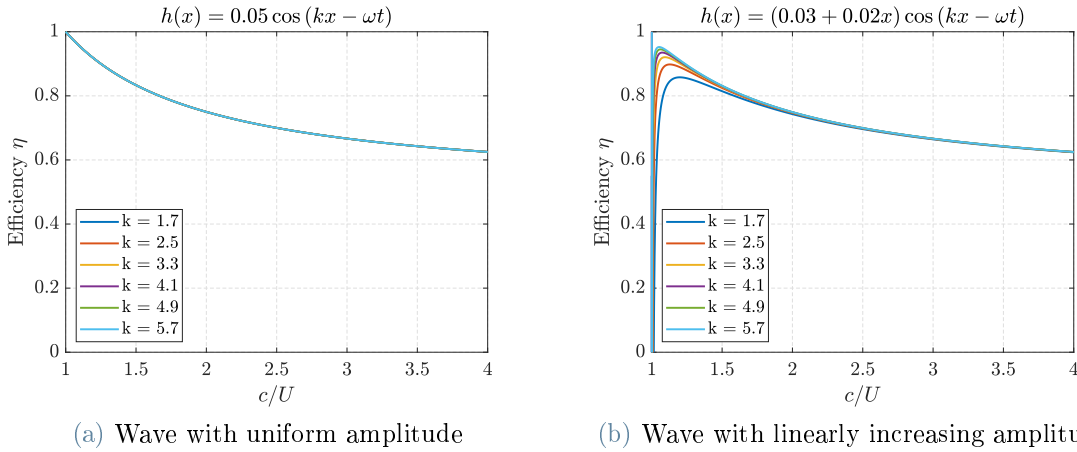 h(x) = 0.05 cos (kx − ωt)
1
0.8
0.6
0.4
0.2
0
Efficiency η
k = 1.7
k = 2.5
k = 3.3
k = 4.1
k = 4.9
k = 5.7
1 1.5 2 2.5 3 3.5 4
c/U
(a) Wave with uniform amplitude
h(x) = (0.03 + 0.02x) cos (kx − ωt)
1
0.8
0.6
0.4
0.2
0
Efficiency η
k = 1.7
k = 2.5
k = 3.3
k = 4.1
k = 4.9
k = 5.7
1 1.5 2 2.5 3 3.5 4
c/U
(b) Wave with linearly increasing amplitu